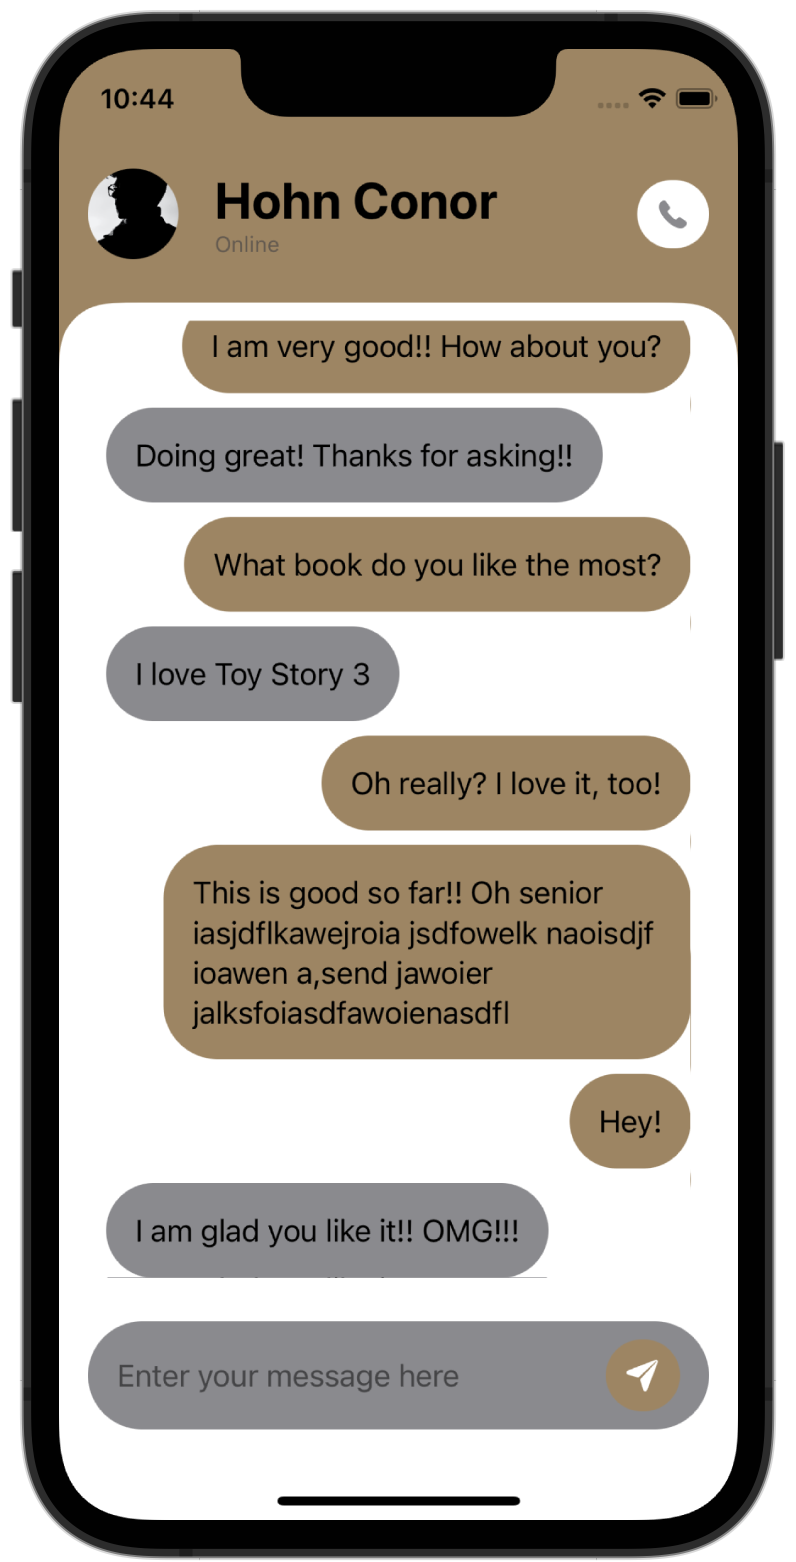 10:44
Hohn Conor
Online
I am very good!! How about you?
Doing great! Thanks for asking!!
What book do you like the most?
I love Toy Story 3
Oh really? I love it, too!
This is good so far!! Oh senior
iasjdflkawejroia jsdfowelk naoisdjf
ioawen a,send jawoier
jalksfoiasdfawoienasdfl
Hey!
I am glad you like it!! OMG!!!
Enter your message here